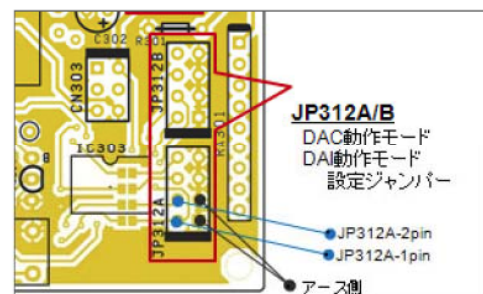 C302
R301
CN303
JP312B
RA301
IC303
JP312A
JP312A/B
DAC動作モード
DAI動作モード
設定ジャンパー
JP312A-2pin
JP312A-1pin
アース側